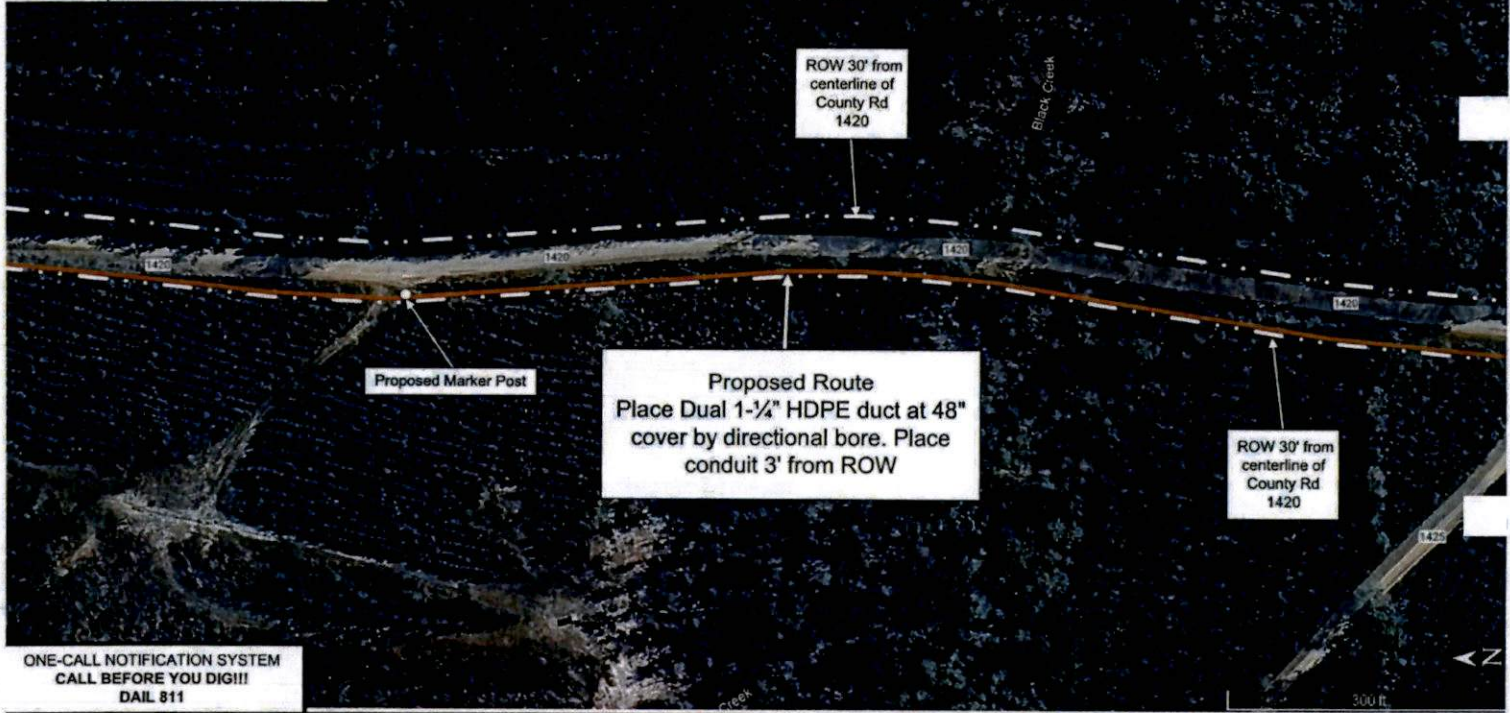 ROW 30' from
centerline of
County Rd
1420
Black Creek
1420
1420
1420
1420
Proposed Marker Post
Proposed Route
Place Dual 1-¼" HDPE duct at 48"
cover by directional bore. Place
conduit 3' from ROW
ROW 30' from
centerline of
County Rd
1420
1425
ONE-CALL NOTIFICATION SYSTEM
CALL BEFORE YOU DIG!!!
DAIL 811
Creek
300 ft
N